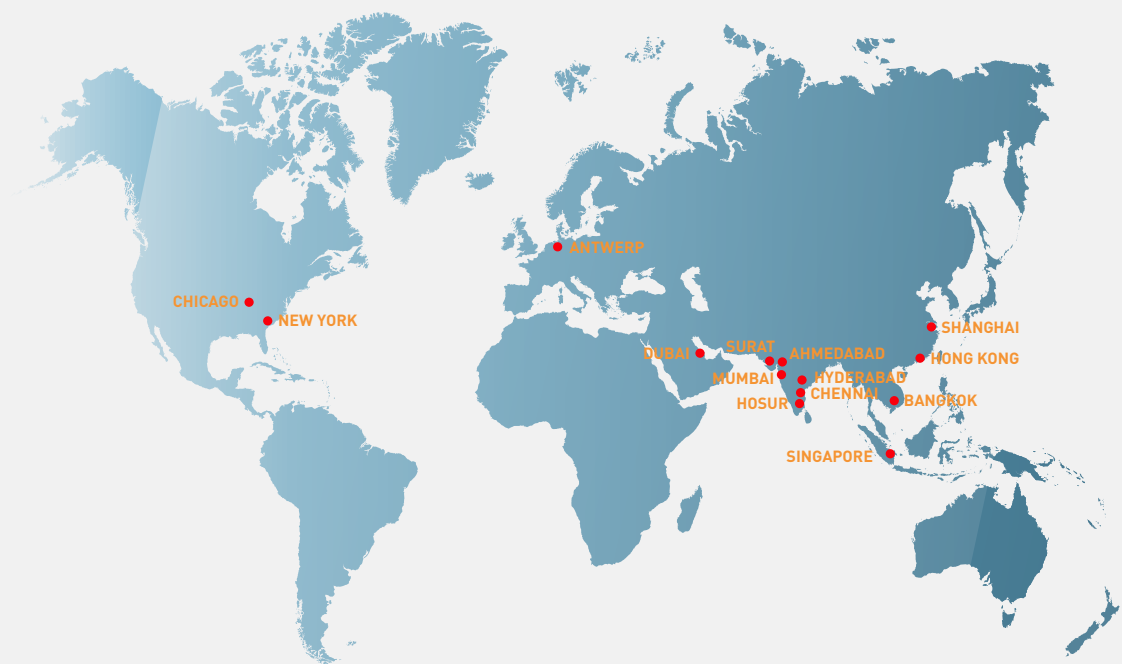 ANTWERP
CHICAGO
NEW YORK
SHANGHAI
SURAT
DUBAI
AHMEDABAD
HONG KONG
MUMBAI
HYDERABAD
CHENNAI
HOSUR
BANGKOK
SINGAPORE